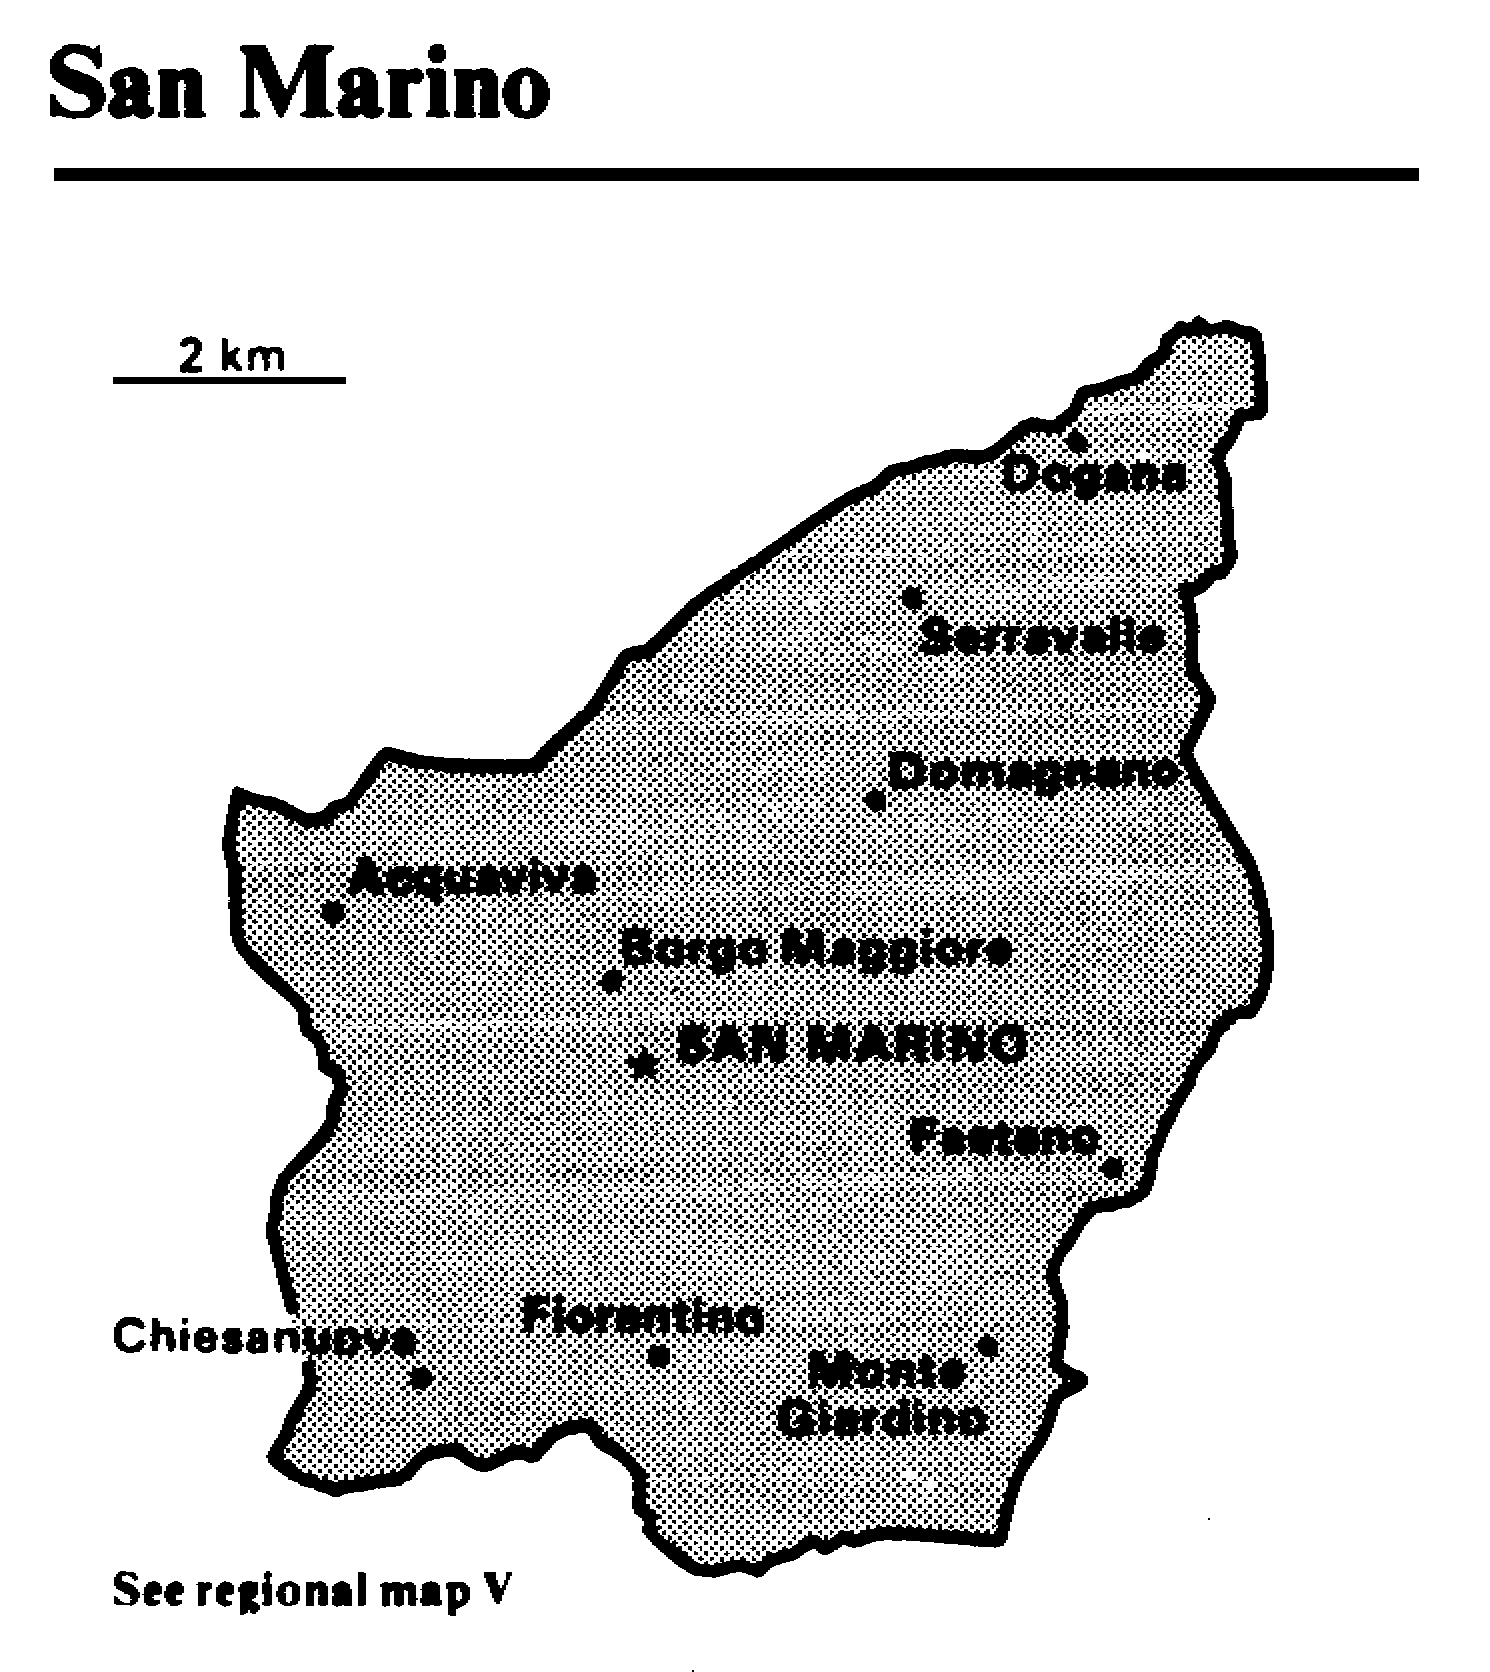 San Marino
2 km
Dogana
Serravalle
Domagnano
Acquaviva
Borgo Maggiore
SAN MARINO
Faetano
Fiorentino
Chiesanuova
Monte
Giardino
See regional map V